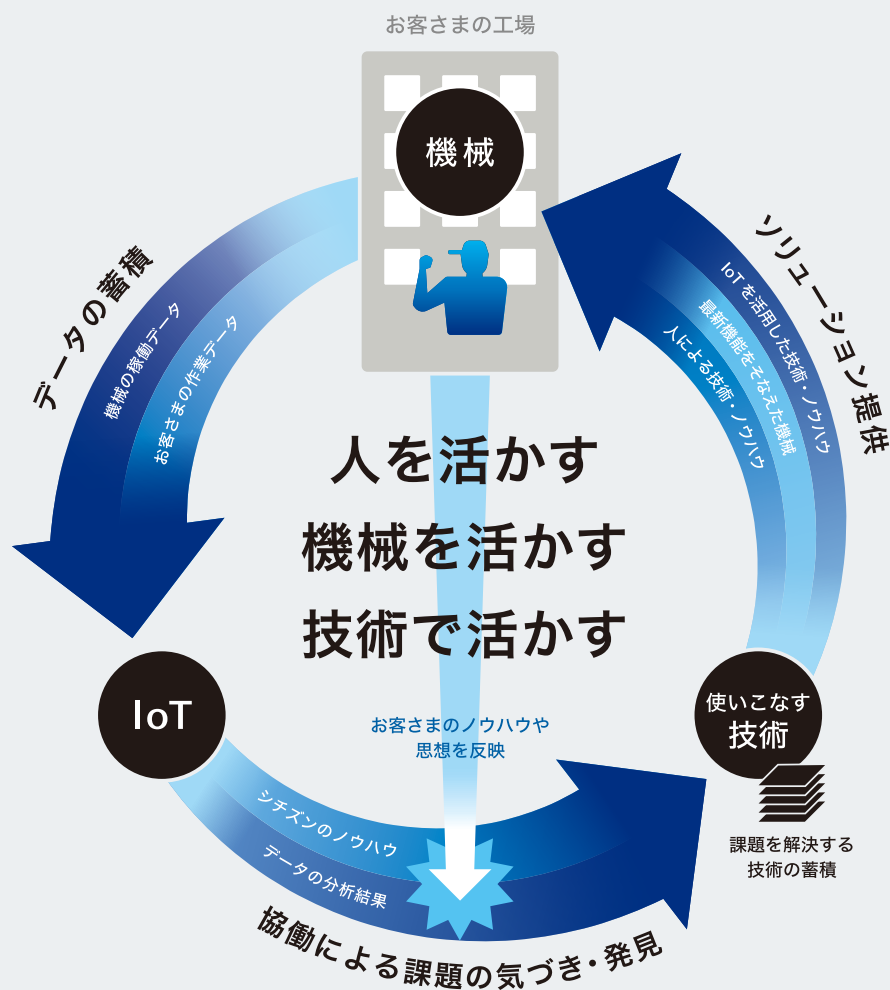 お客さまの工場
機械
データの蓄積
機械の稼働データ
お客さまの作業データ
ソリューション提供
IoTを活用した技術・ノウハウ
最新機能をそなえた機械
人による技術・ノウハウ
人を活かす
機械を活かす
技術で活かす
IoT
お客さまのノウハウや
思想を反映
使いこなす
技術
課題を解決する
技術の蓄積
シチズンのノウハウ
データの分析結果
協働による課題の気づき・発見